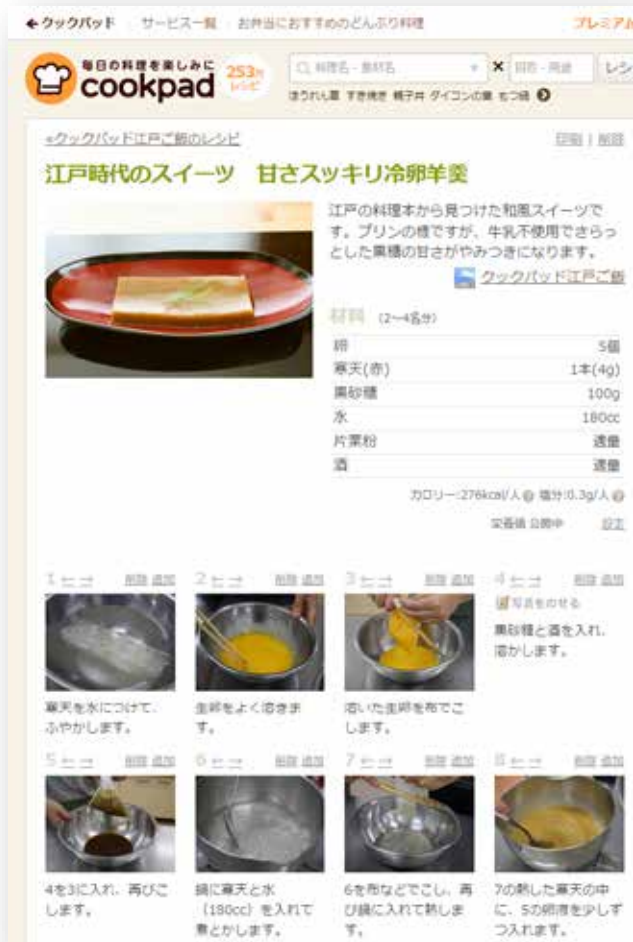 クックパッド サービス一覧 お弁当におすすめのどんぶり料理 プレミアム
毎日の料理を楽しみに
cookpad
253万
レシピ
料理名・食材名
×
目的・用途
レシ
ほうれん草 すき焼き 親子丼 ダイコンの葉 もつ鍋
«クックパッド江戸ご飯のレシピ
印刷 | 削除
江戸時代のスイーツ 甘さスッキリ冷卵羊羹
江戸の料理本から見つけた和風スイーツで
す。プリンの様ですが、牛乳不使用でさらっ
とした黒糖の甘さがやみつきになります。
クックパッド江戸ご飯
材料 (2~4名分)
卵 5個
寒天(赤) 1本(4g)
黒砂糖 100g
水 180cc
片栗粉 適量
酒 適量
カロリー:276kcal/人 塩分:0.3g/人
栄養値 公開中 設定
1 ← → 削除 追加
寒天を水につけて、
ふやかします。
2 ← → 削除 追加
生卵をよく溶きま
す。
3 ← → 削除 追加
溶いた生卵を布でこ
します。
4 ← → 削除 追加
写真をのせる
黒砂糖と酒を入れ、
溶かします。
5 ← → 削除 追加
4を3に入れ、再びこ
します。
6 ← → 削除 追加
鍋に寒天と水
(180cc)を入れて
煮とかします。
7 ← → 削除 追加
6を布などでこし、再
び鍋に入れて熱しま
す。
8 ← → 削除 追加
7の熱した寒天の中
に、5の卵液を少しず
つ入れます。